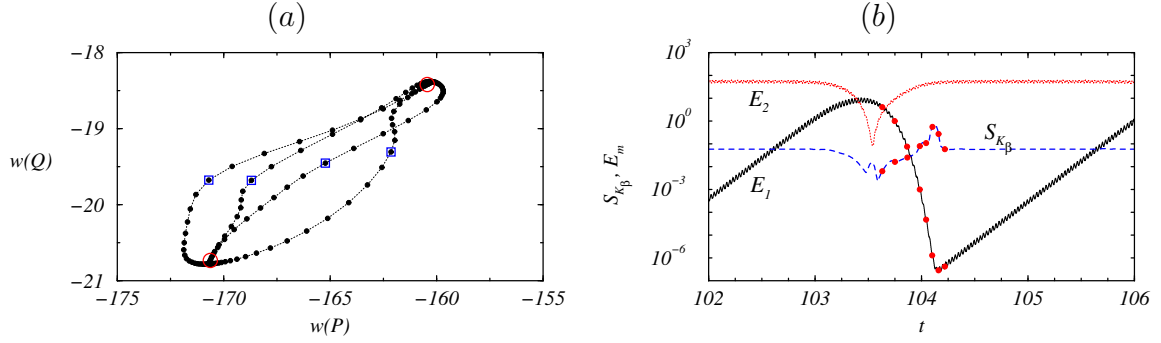 (a)
(b)
−18
−19
w(Q)
−20
−21
−175
−170
−165
−160
−155
w(P)
10^3
10^0
10^−3
10^−6
S_{K_β}, E_m
E_2
E_1
S_{K_β}
102
103
104
105
106
t